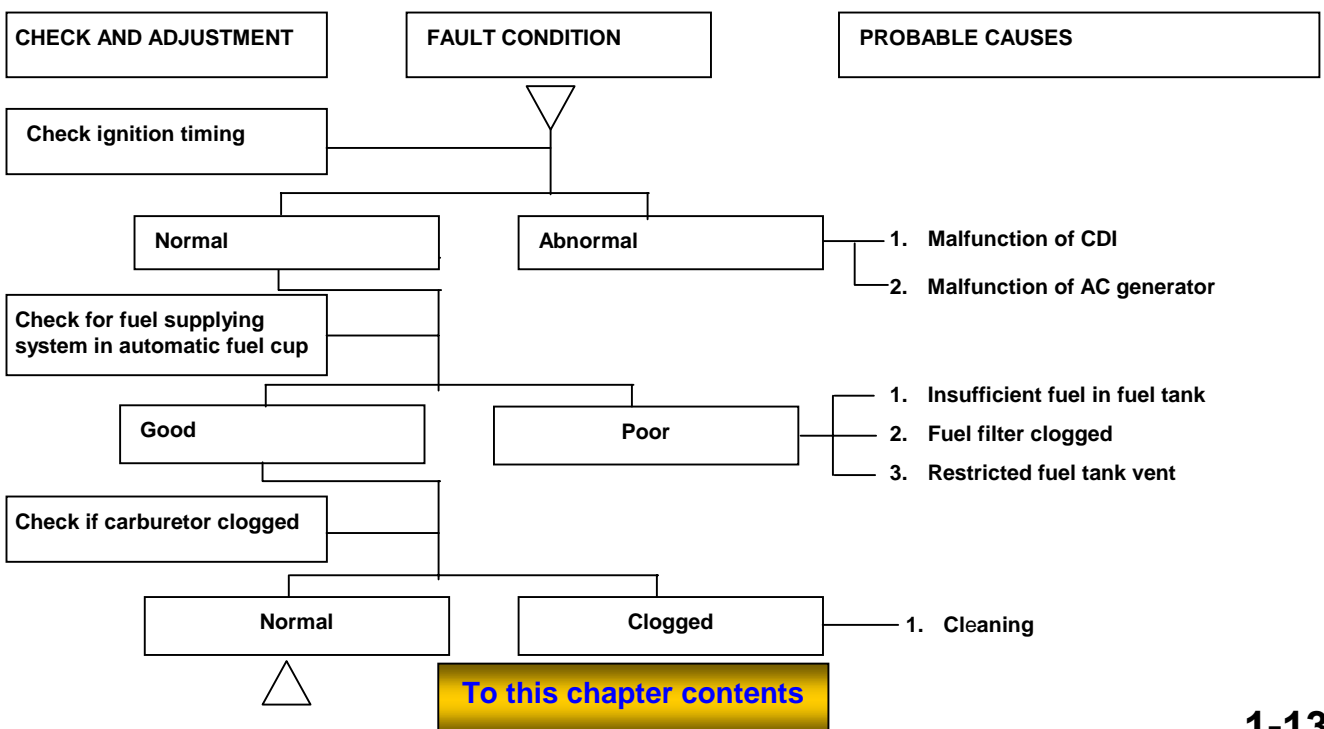 CHECK AND ADJUSTMENT
FAULT CONDITION
PROBABLE CAUSES
Check ignition timing
Normal
Abnormal
1. Malfunction of CDI
2. Malfunction of AC generator
Check for fuel supplying
system in automatic fuel cup
Good
Poor
1. Insufficient fuel in fuel tank
2. Fuel filter clogged
3. Restricted fuel tank vent
Check if carburetor clogged
Normal
Clogged
1. Cleaning
To this chapter contents
1-13